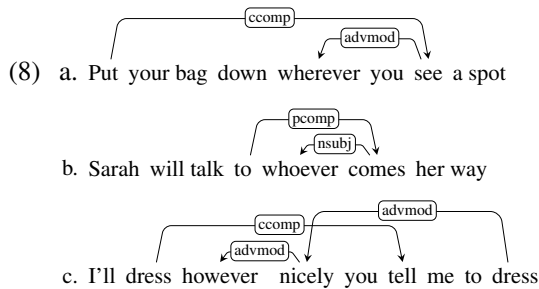 ccomp
advmod
(8) a. Put your bag down wherever you see a spot
pcomp
nsubj
b. Sarah will talk to whoever comes her way
advmod
ccomp
advmod
c. I'll dress however nicely you tell me to dress